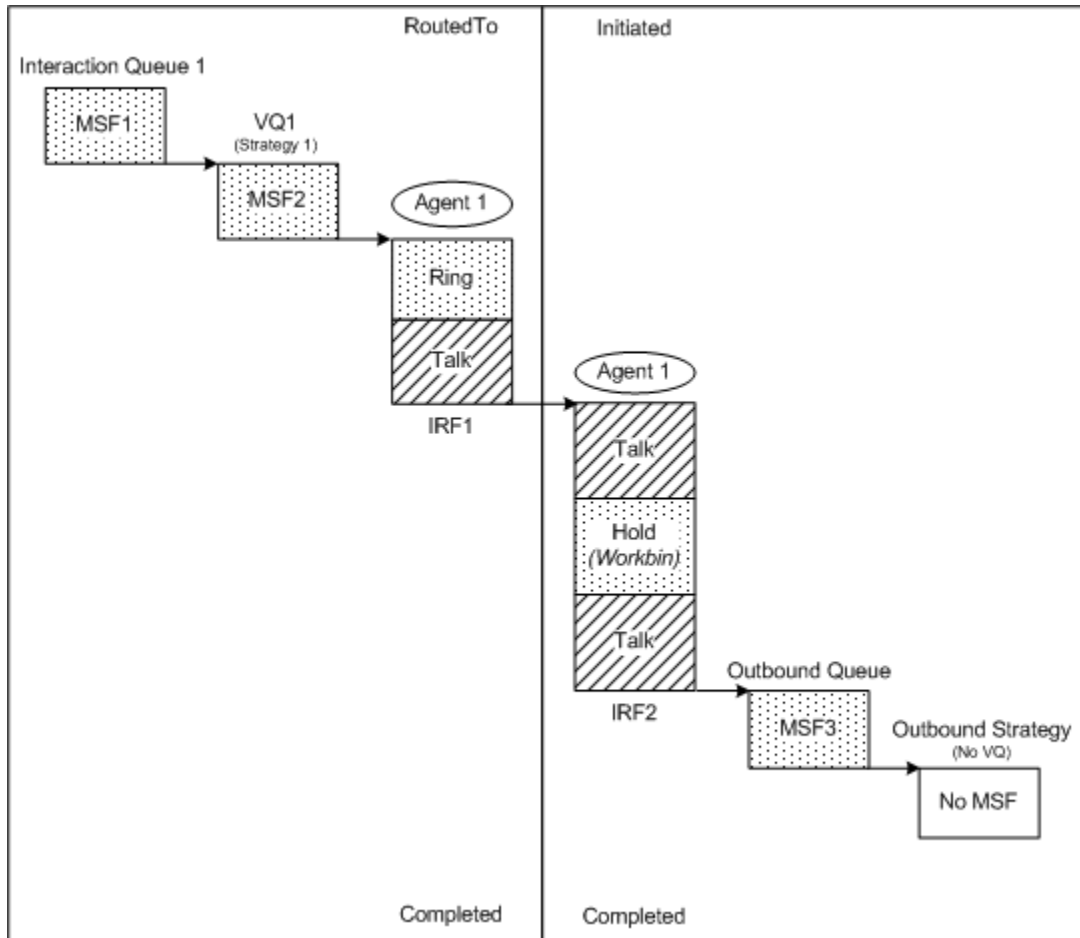 RoutedTo
Initiated
Interaction Queue 1
MSF1
VQ1
(Strategy 1)
MSF2
Agent 1
Ring
Talk
IRF1
Agent 1
Talk
Hold
(Workbin)
Talk
IRF2
Outbound Queue
MSF3
Outbound Strategy
(No VQ)
No MSF
Completed
Completed